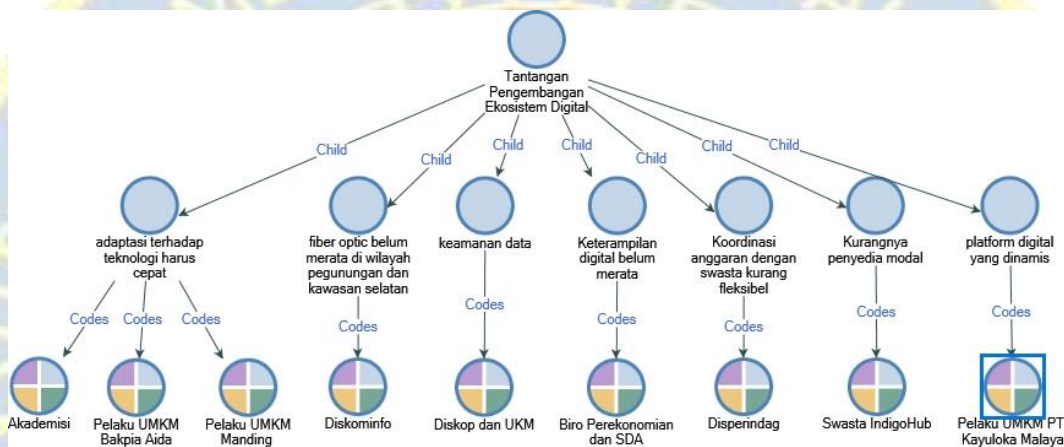 Tantangan
Pengembangan
Ekosistem Digital
Child
Child
Child
Child
Child
Child
Child
adaptasi terhadap
teknologi harus
cepat
fiber optic belum
merata di wilayah
pegunungan dan
kawasan selatan
keamanan data
Keterampilan
digital belum
merata
Koordinasi
anggaran dengan
swasta kurang
fleksibel
Kurangnya
penyedia modal
platform digital
yang dinamis
Codes
Codes
Codes
Codes
Codes
Codes
Codes
Codes
Codes
Akademisi
Pelaku UMKM
Bakpia Aida
Pelaku UMKM
Manding
Diskominfo
Diskop dan UKM
Biro Perekonomian
dan SDA
Disperindag
Swasta IndigoHub
Pelaku UMKM PT
Kayuloka Malaya